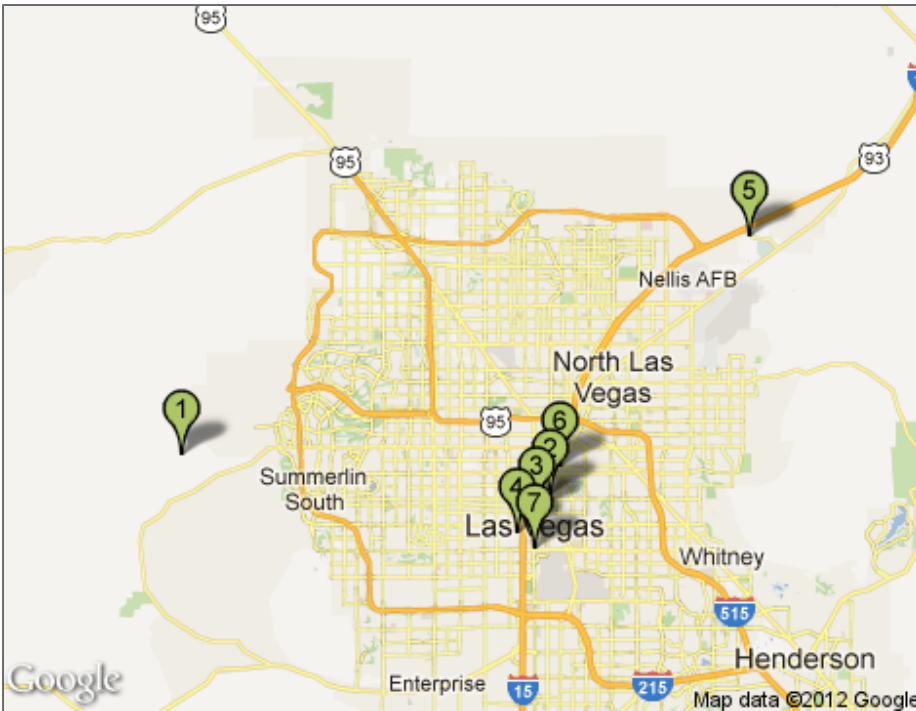 95
95
93
5
Nellis AFB
North Las
Vegas
1
6
95
2
3
Summerlin
South
4
7
Las Vegas
Whitney
515
Henderson
Enterprise
15
215
Google
Map data ©2012 Google